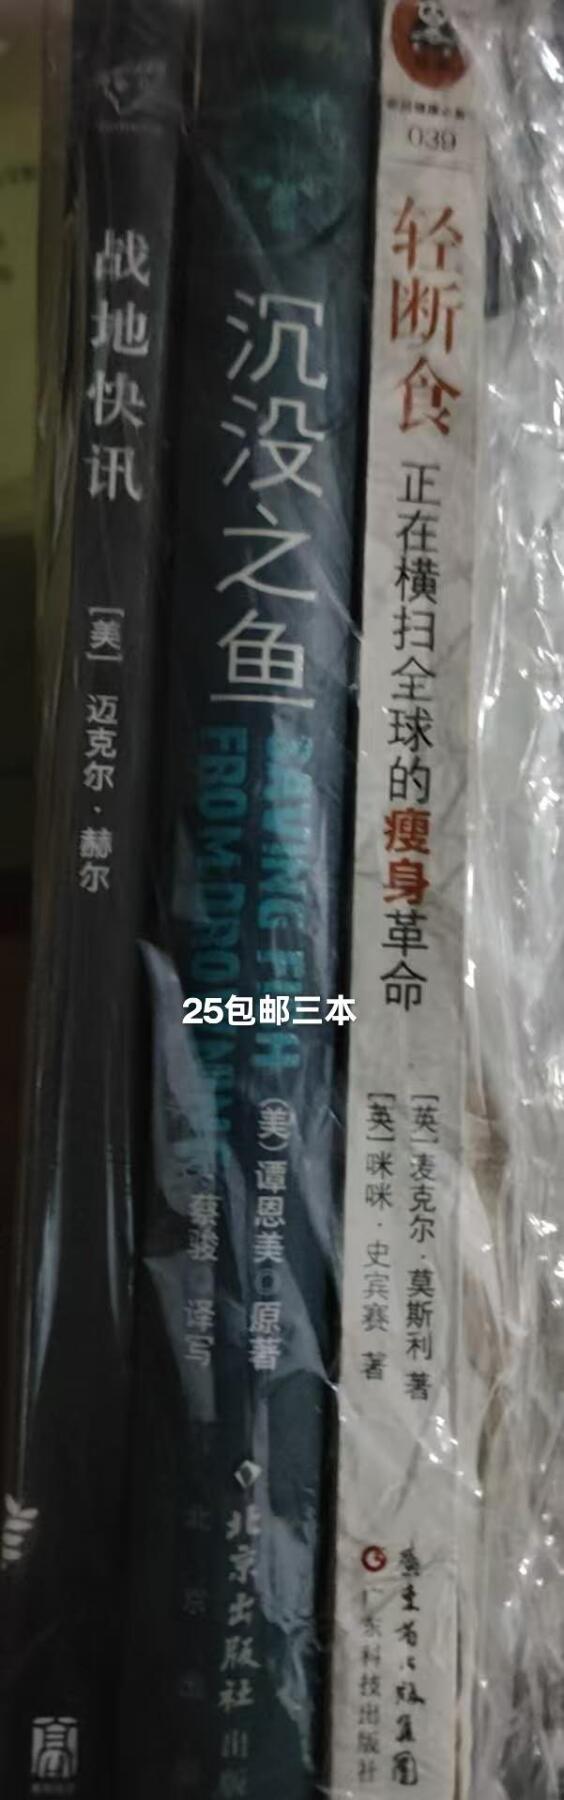 战地快讯
[美] 迈克尔·赫尔
沉没之鱼
SAVING FISH
FROM DROWNING
(美) 谭恩美 原著
蔡骏 译写
北京出版社出版
039
轻断食
正在横扫全球的瘦身革命
[英] 麦克尔·莫斯利 著
[英] 咪咪·史宾赛 著
广东科技出版社
25包邮三本